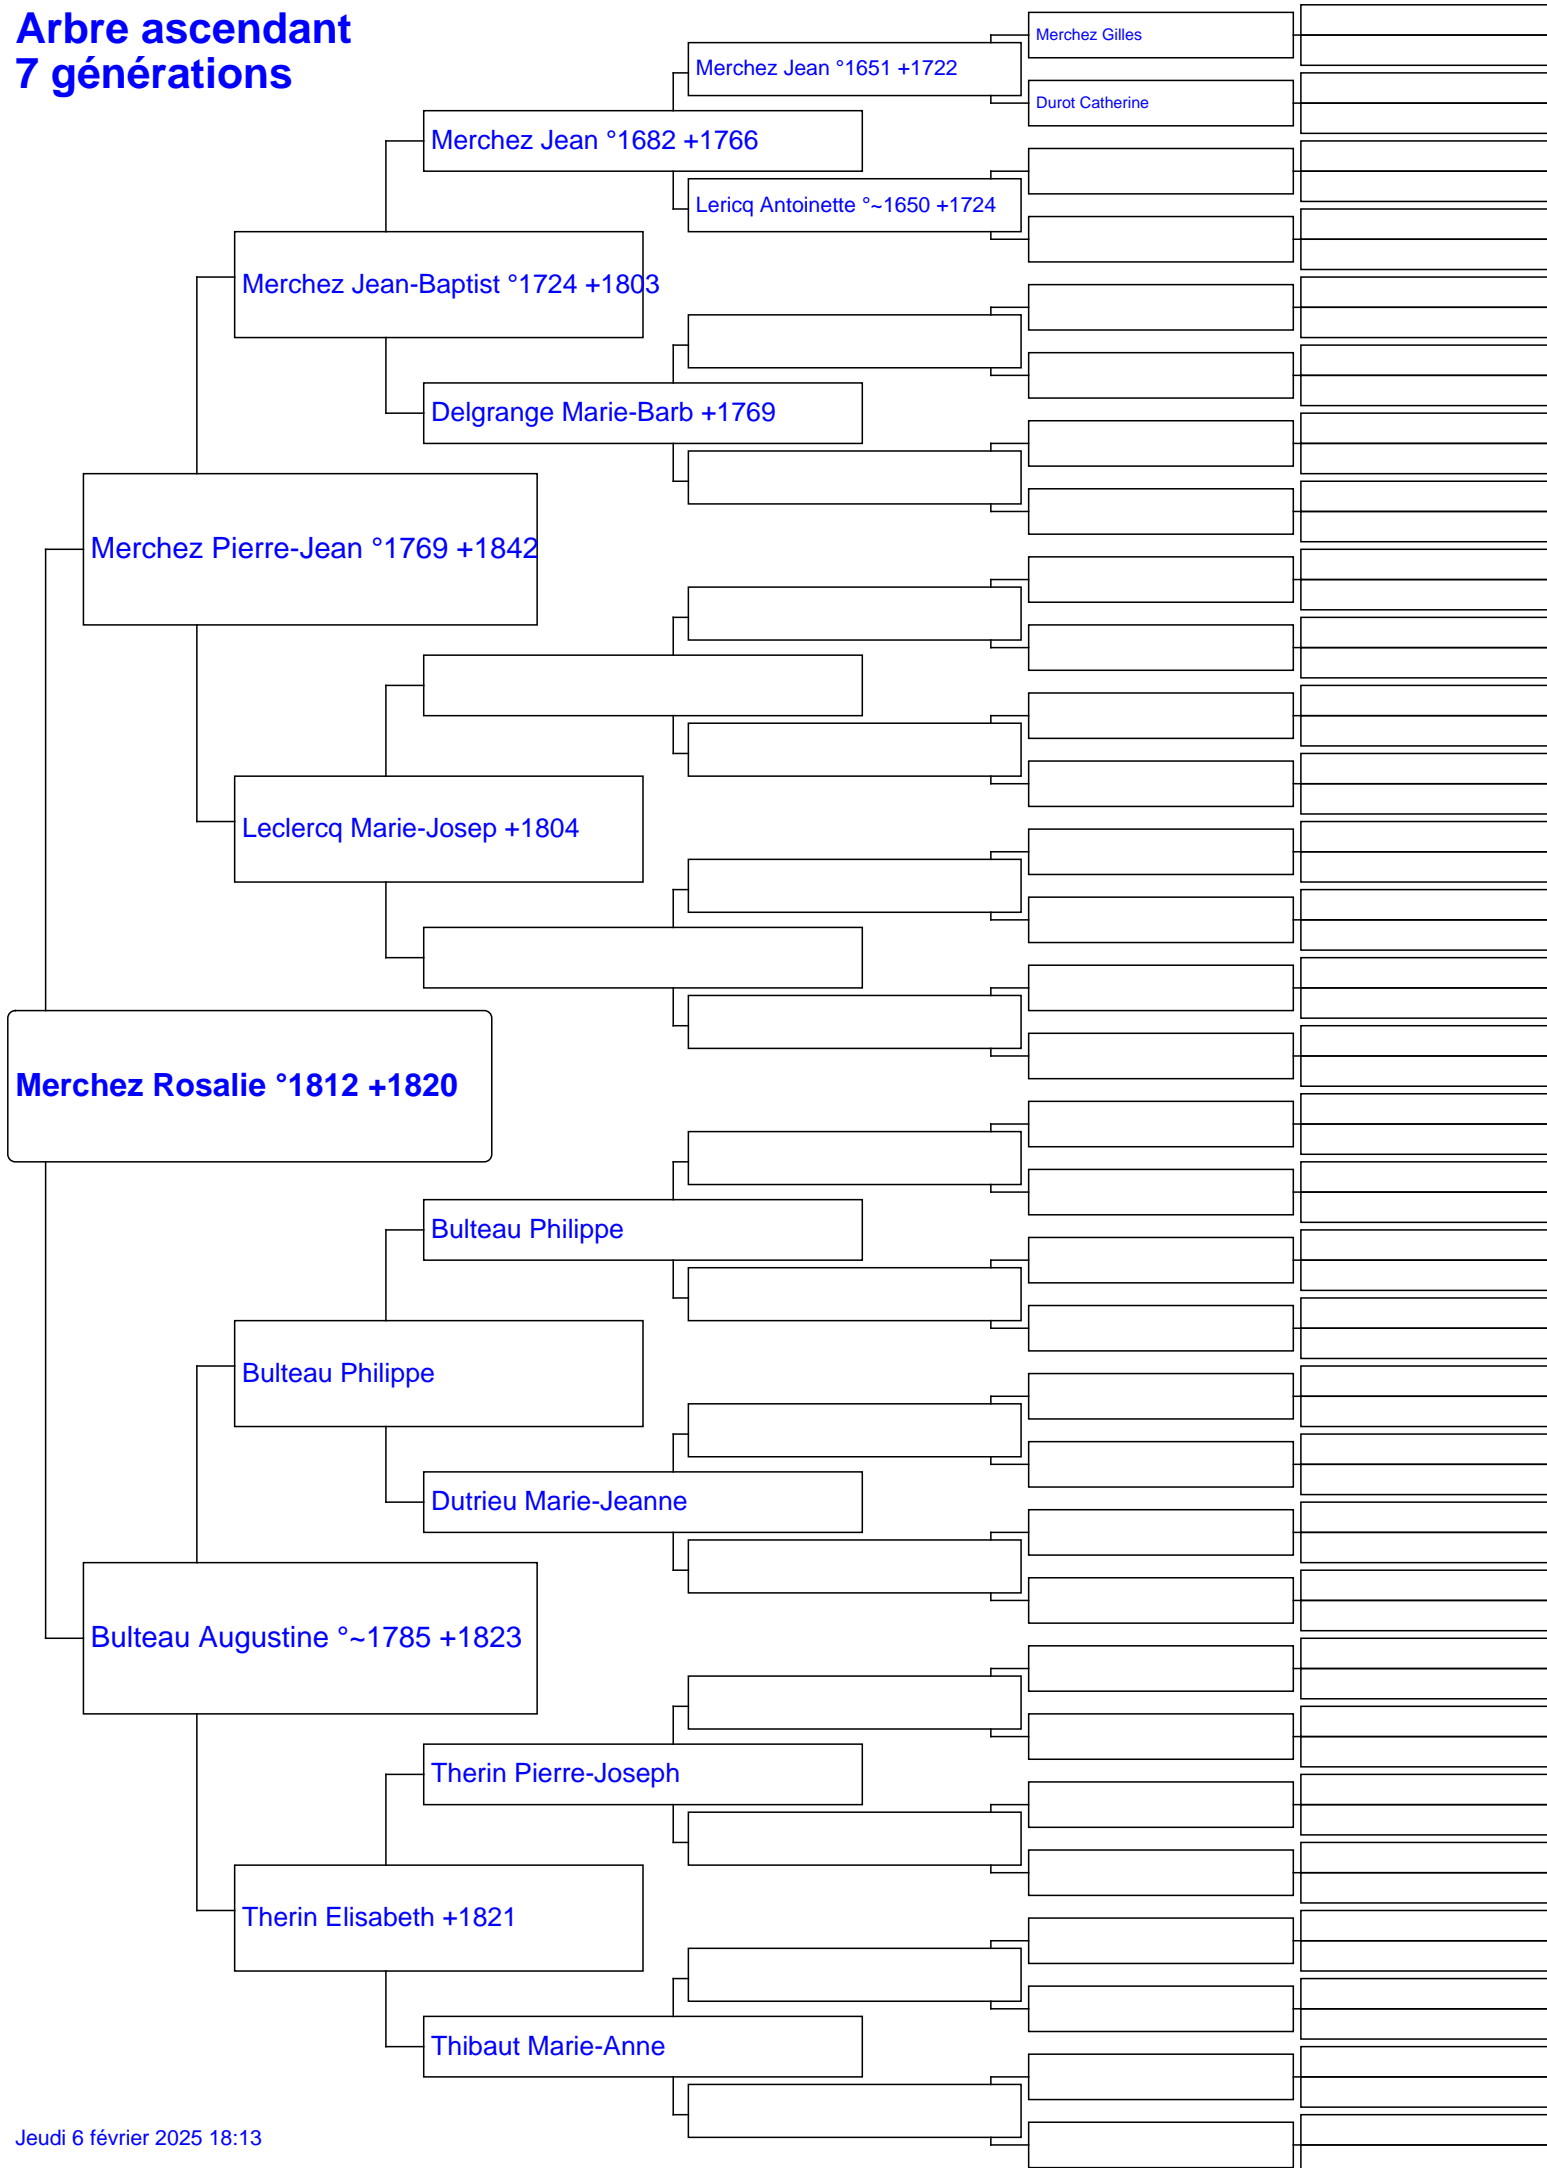 Arbre ascendant
7 générations
Merchez Gilles
Merchez Jean °1651 +1722
Durot Catherine
Merchez Jean °1682 +1766
Lericq Antoinette °~1650 +1724
Merchez Jean-Baptist °1724 +1803
Delgrange Marie-Barb +1769
Merchez Pierre-Jean °1769 +1842
Leclercq Marie-Josep +1804
Merchez Rosalie °1812 +1820
Bulteau Philippe
Bulteau Philippe
Dutrieu Marie-Jeanne
Bulteau Augustine °~1785 +1823
Therin Pierre-Joseph
Therin Elisabeth +1821
Thibaut Marie-Anne
Jeudi 6 février 2025 18:13